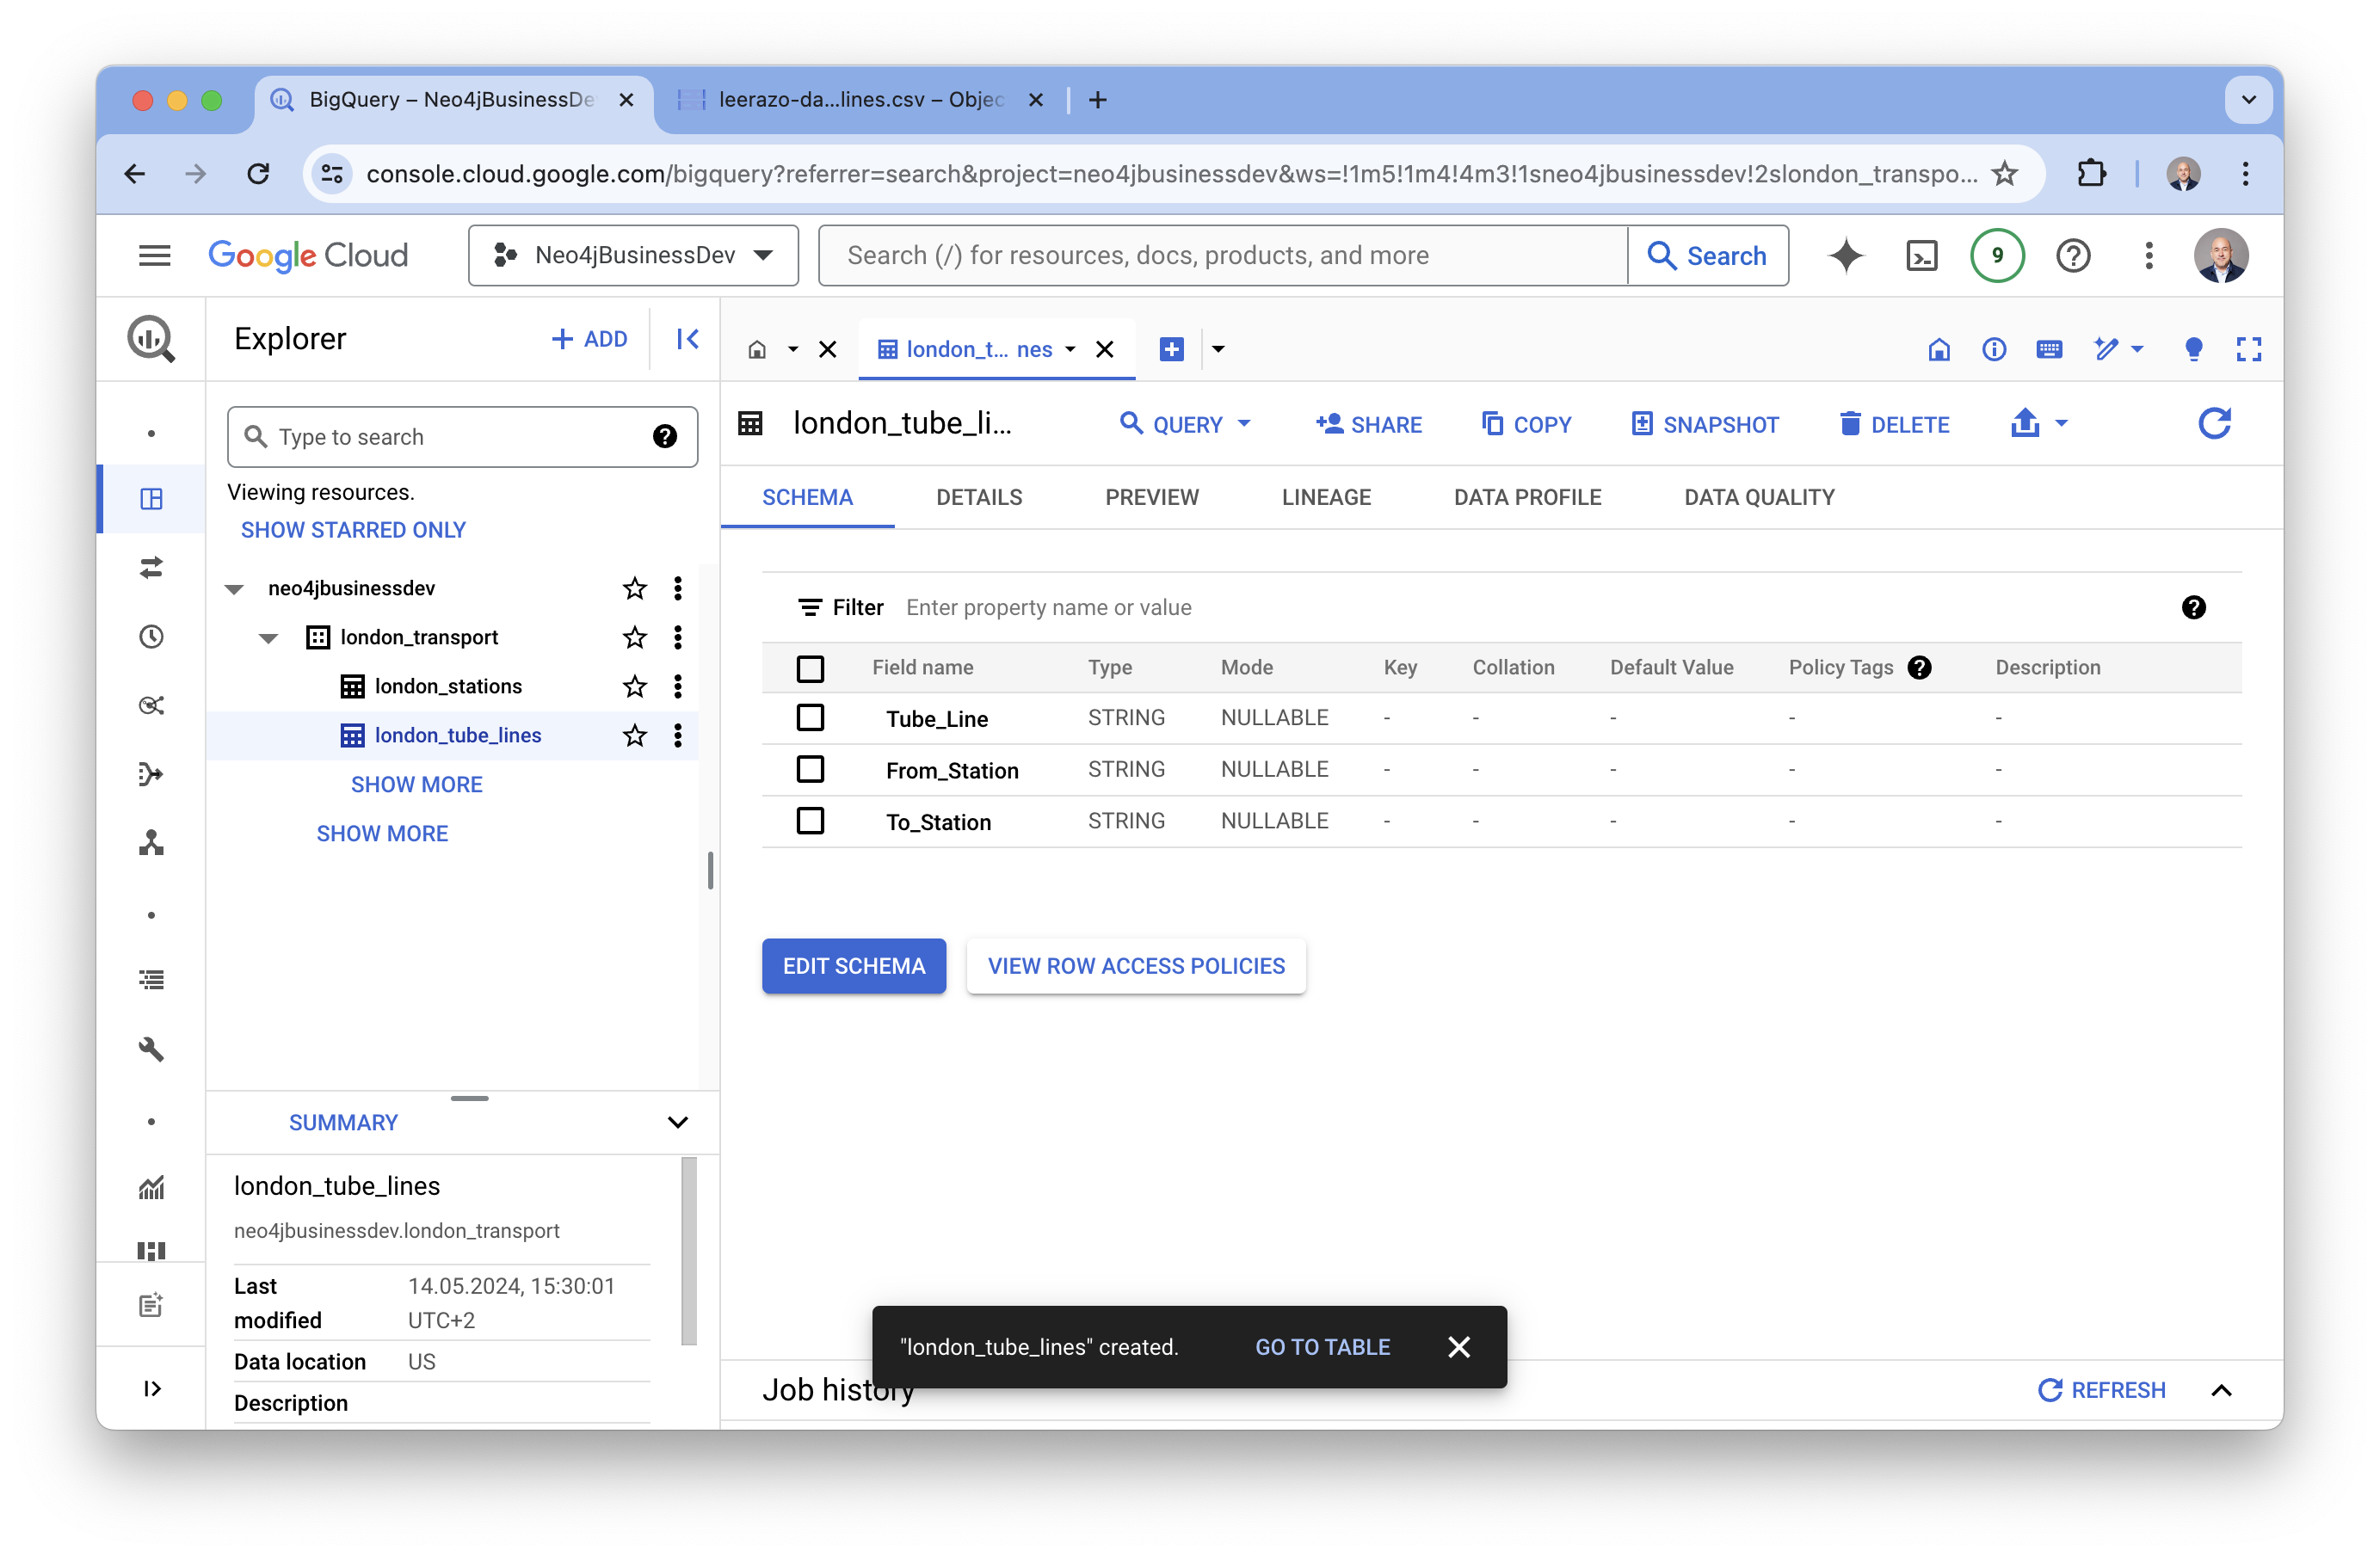 BigQuery – Neo4jBusinessDe
leerazo-da...lines.csv – Objec
console.cloud.google.com/bigquery?referrer=search&project=neo4jbusinessdev&ws=!1m5!1m4!4m3!1sneo4jbusinessdev!2slondon_transpo...
Google Cloud
Neo4jBusinessDev
Search (/) for resources, docs, products, and more
Search
9
Explorer
+ ADD
london_t... nes
Type to search
Viewing resources.
SHOW STARRED ONLY
neo4jbusinessdev
london_transport
london_stations
london_tube_lines
SHOW MORE
SHOW MORE
london_tube_li...
QUERY
SHARE
COPY
SNAPSHOT
DELETE
SCHEMA DETAILS PREVIEW LINEAGE DATA PROFILE DATA QUALITY
Filter Enter property name or value
Field name Type Mode Key Collation Default Value Policy Tags Description
Tube_Line STRING NULLABLE - - - - -
From_Station STRING NULLABLE - - - - -
To_Station STRING NULLABLE - - - - -
EDIT SCHEMA VIEW ROW ACCESS POLICIES
SUMMARY
london_tube_lines
neo4jbusinessdev.london_transport
Last modified 14.05.2024, 15:30:01 UTC+2
Data location US
Description
"london_tube_lines" created. GO TO TABLE
Job history
REFRESH